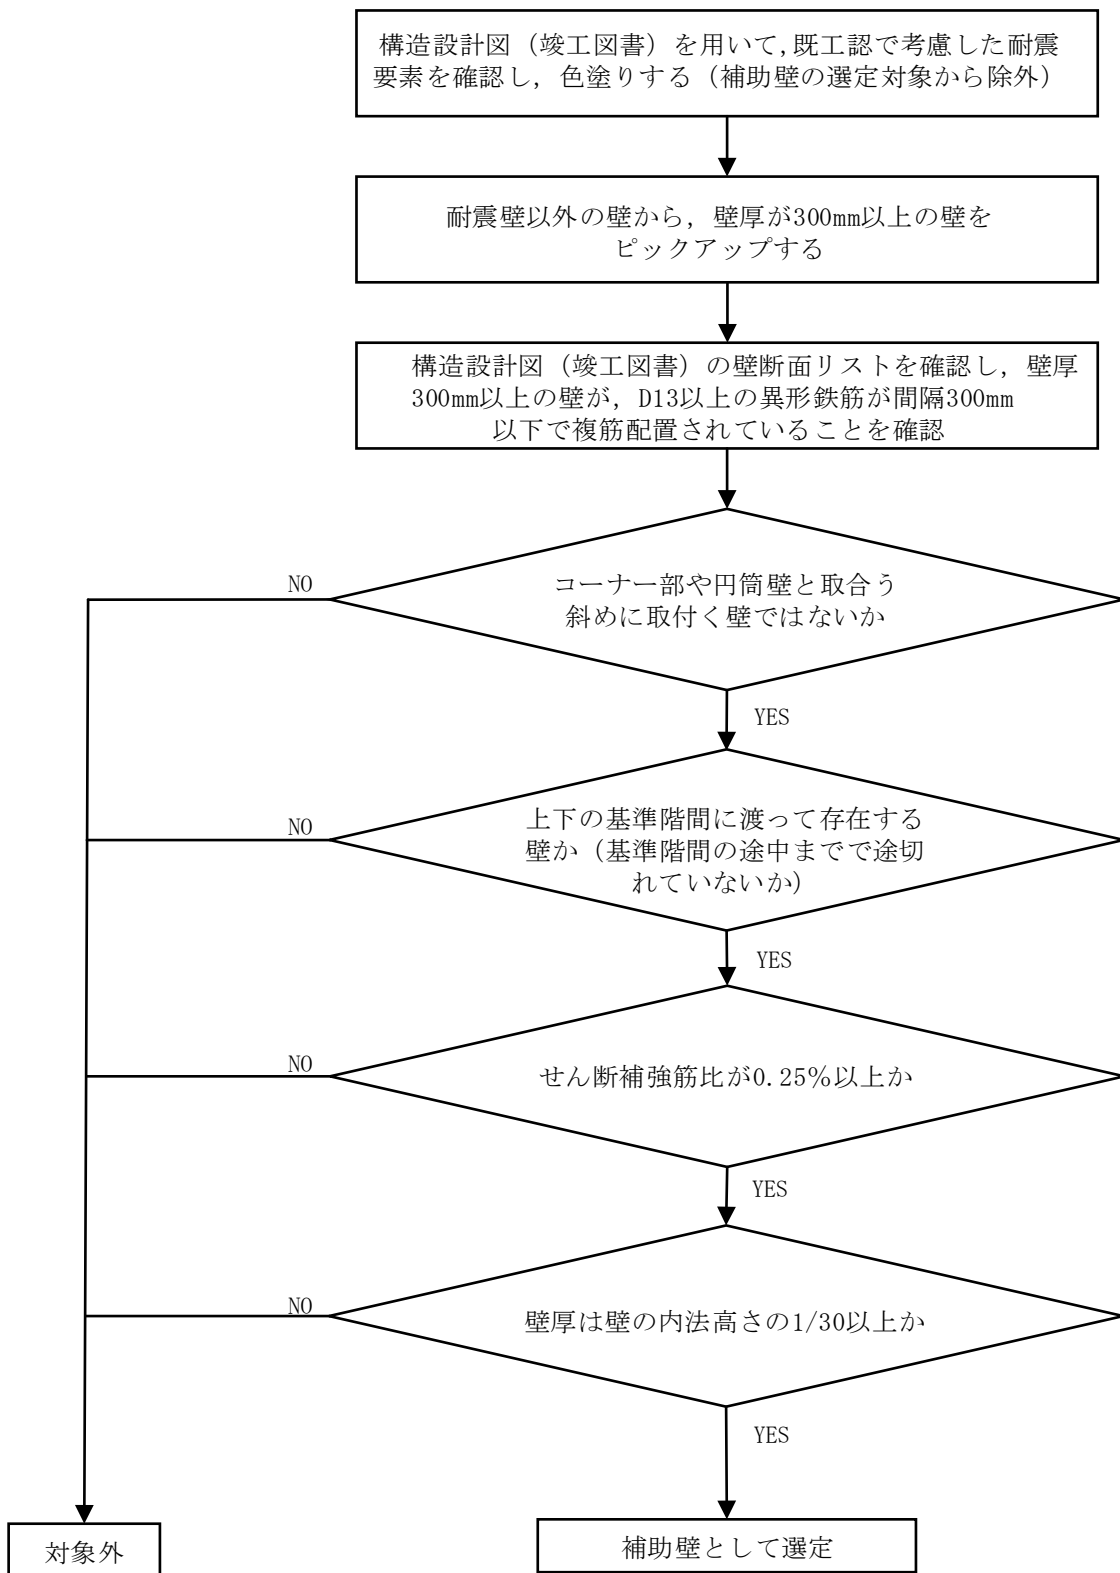 構造設計図（竣工図書）を用いて,既工認で考慮した耐震
要素を確認し，色塗りする（補助壁の選定対象から除外）
耐震壁以外の壁から，壁厚が300mm以上の壁を
ピックアップする
構造設計図（竣工図書）の壁断面リストを確認し，壁厚
300mm以上の壁が，D13以上の異形鉄筋が間隔300mm
以下で複筋配置されていることを確認
NO
コーナー部や円筒壁と取合う
斜めに取付く壁ではないか
YES
NO
上下の基準階間に渡って存在する
壁か（基準階間の途中までで途切
れていないか）
YES
NO
せん断補強筋比が0.25%以上か
YES
NO
壁厚は壁の内法高さの1/30以上か
YES
対象外
補助壁として選定